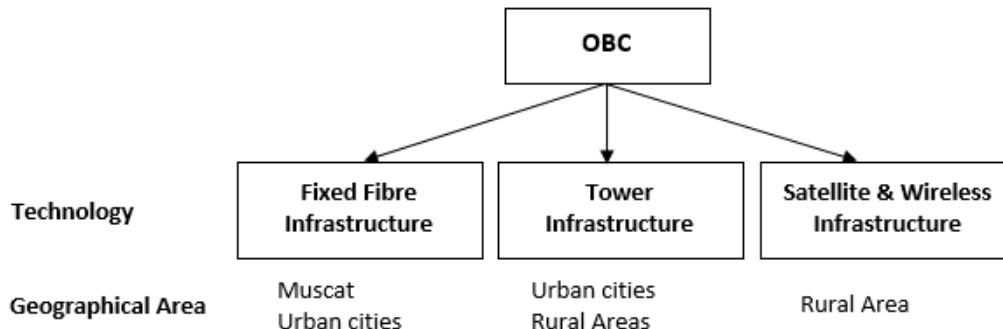 OBC
Technology
Fixed Fibre
Infrastructure
Tower
Infrastructure
Satellite & Wireless
Infrastructure
Geographical Area
Muscat
Urban cities
Urban cities
Rural Areas
Rural Area